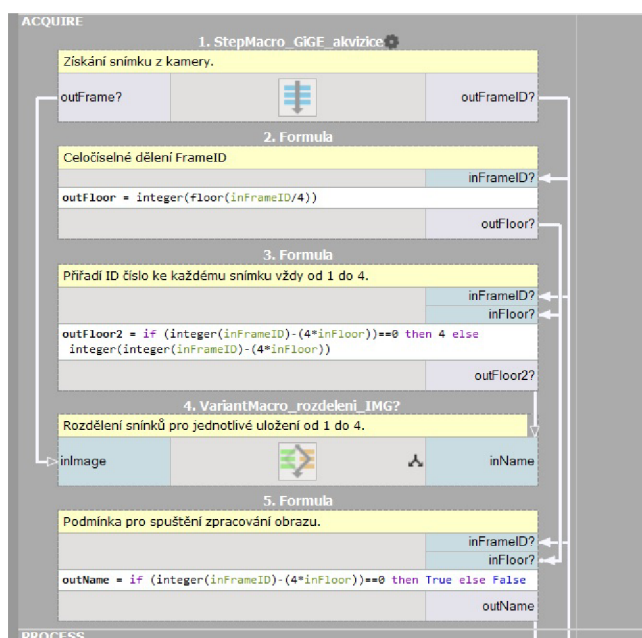 ACQUIRE
1. StepMacro_GiGE_akvizice
Získání snímku z kamery.
outFrame?
outFrameID?
2. Formula
Celočíselné dělení FrameID
inFrameID?
outFloor = integer(floor(inFrameID/4))
outFloor?
3. Formula
Přiřadí ID číslo ke každému snímku vždy od 1 do 4.
inFrameID?
inFloor?
outFloor2 = if (integer(inFrameID)-(4*inFloor))==0 then 4 else
integer(integer(inFrameID)-(4*inFloor))
outFloor2?
4. VariantMacro_rozdeleni_IMG?
Rozdělení snínků pro jednotlivé uložení od 1 do 4.
inImage
inName
5. Formula
Podmínka pro spuštění zpracování obrazu.
inFrameID?
inFloor?
outName = if (integer(inFrameID)-(4*inFloor))==0 then True else False
outName
PROCESS